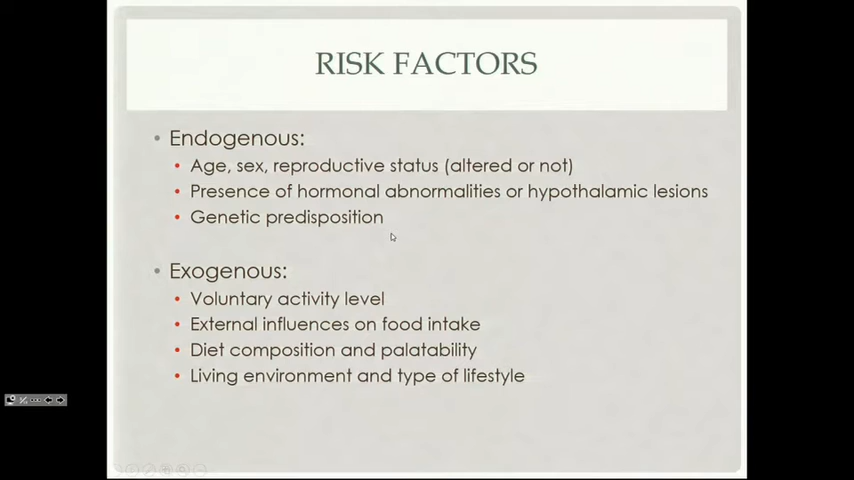 RISK FACTORS
• Endogenous:
• Age, sex, reproductive status (altered or not)
• Presence of hormonal abnormalities or hypothalamic lesions
• Genetic predisposition
• Exogenous:
• Voluntary activity level
• External influences on food intake
• Diet composition and palatability
• Living environment and type of lifestyle